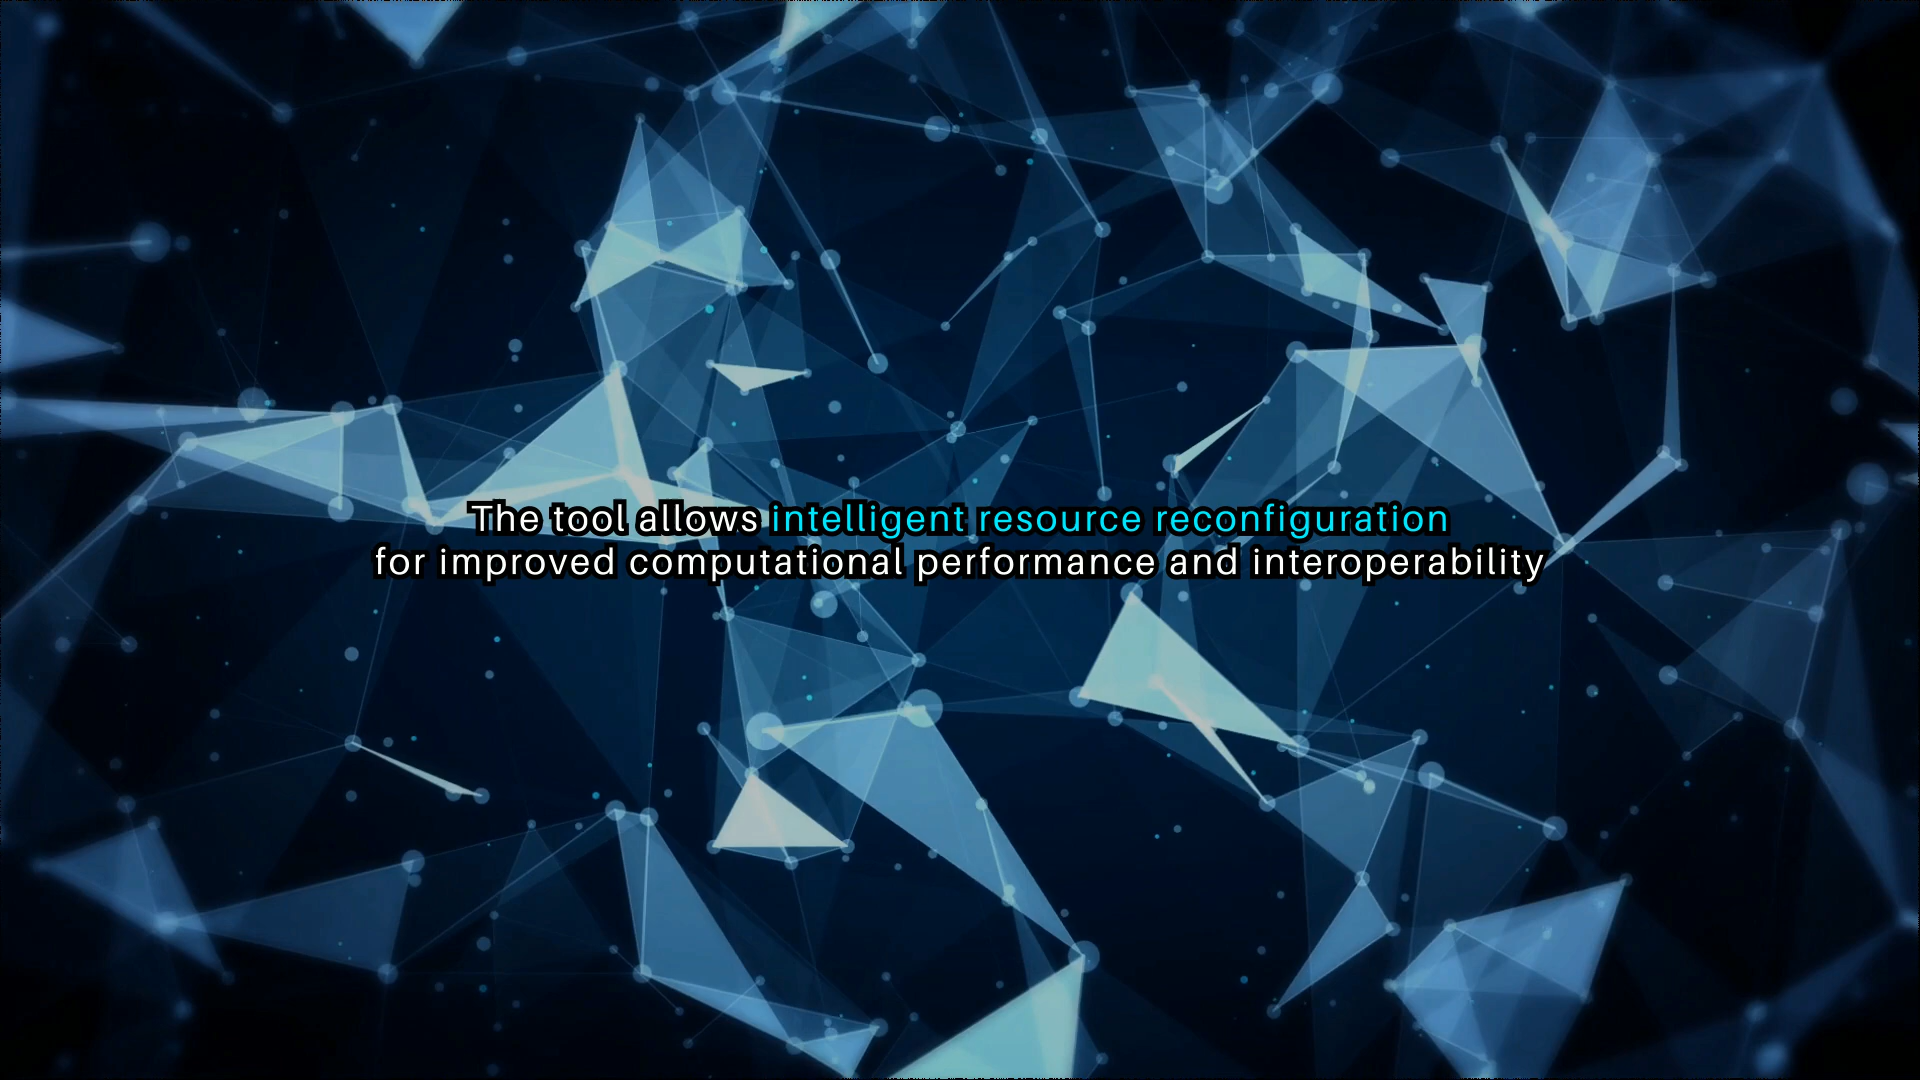 The tool allows intelligent resource reconfiguration
for improved computational performance and interoperability